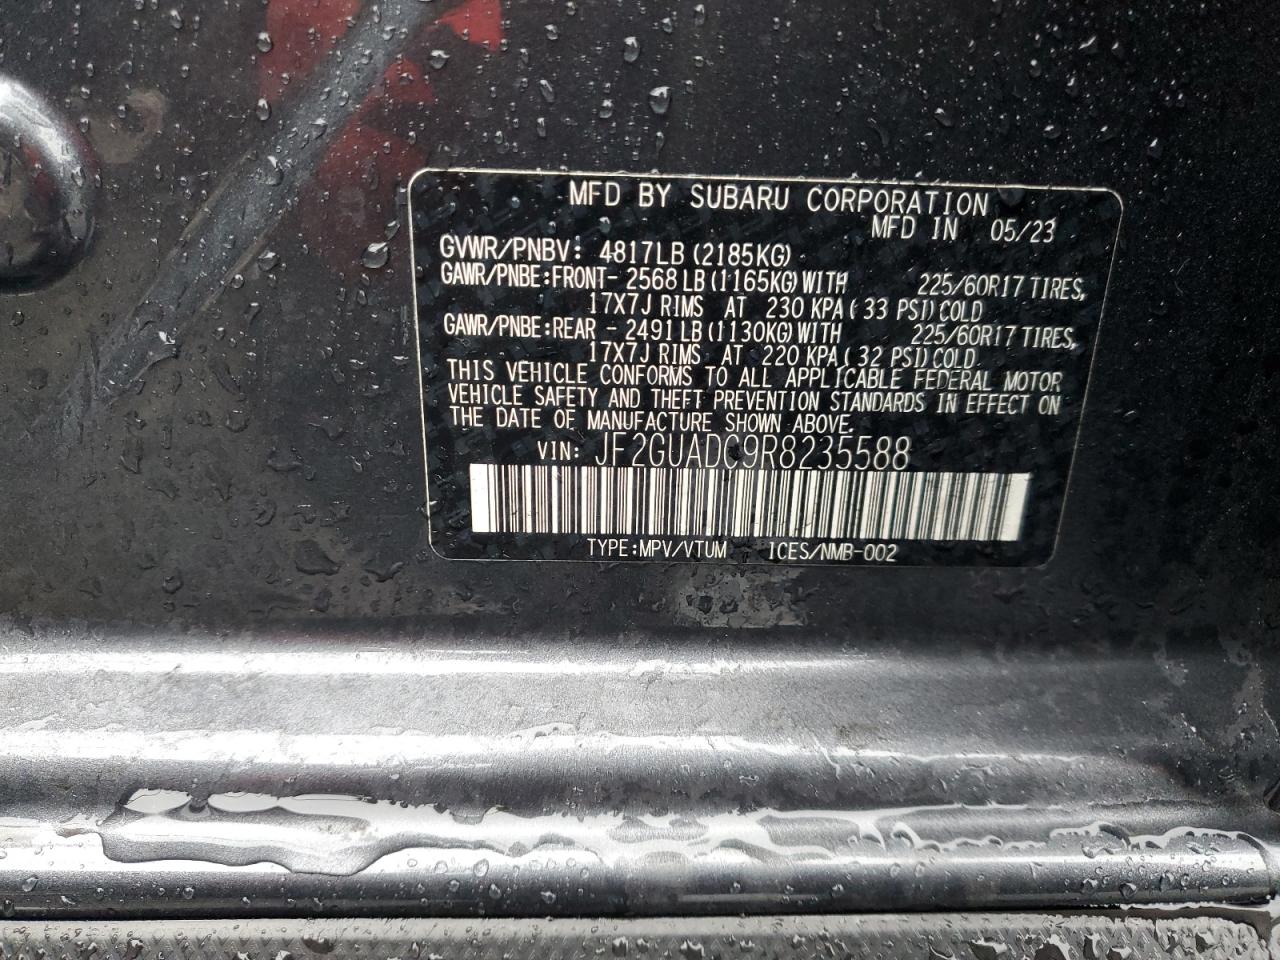 MFD BY SUBARU CORPORATION
MFD IN 05/23
GVWR/PNBV: 4817LB (2185KG)
GAWR/PNBE:FRONT- 2568 LB (1165KG) WITH 225/60R17 TIRES,
17X7J RIMS AT 230 KPA ( 33 PSI) COLD
GAWR/PNBE:REAR - 2491 LB (1130KG) WITH 225/60R17 TIRES,
17X7J RIMS AT 220 KPA ( 32 PSI) COLD.
THIS VEHICLE CONFORMS TO ALL APPLICABLE FEDERAL MOTOR
VEHICLE SAFETY AND THEFT PREVENTION STANDARDS IN EFFECT ON
THE DATE OF MANUFACTURE SHOWN ABOVE.
VIN: JF2GUADC9R8235588
TYPE:MPV/VTUM ICES/NMB-002